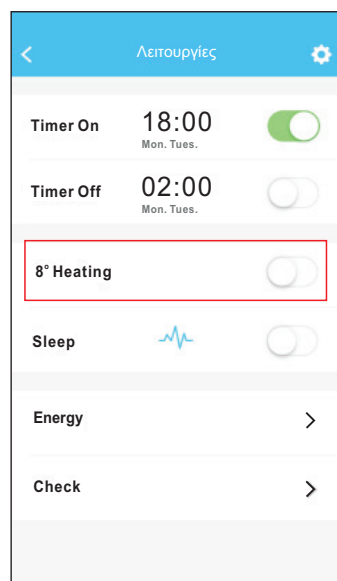 Λειτουργίες
Timer On 18:00
Mon. Tues.
Timer Off 02:00
Mon. Tues.
8° Heating
Sleep
Energy
Check